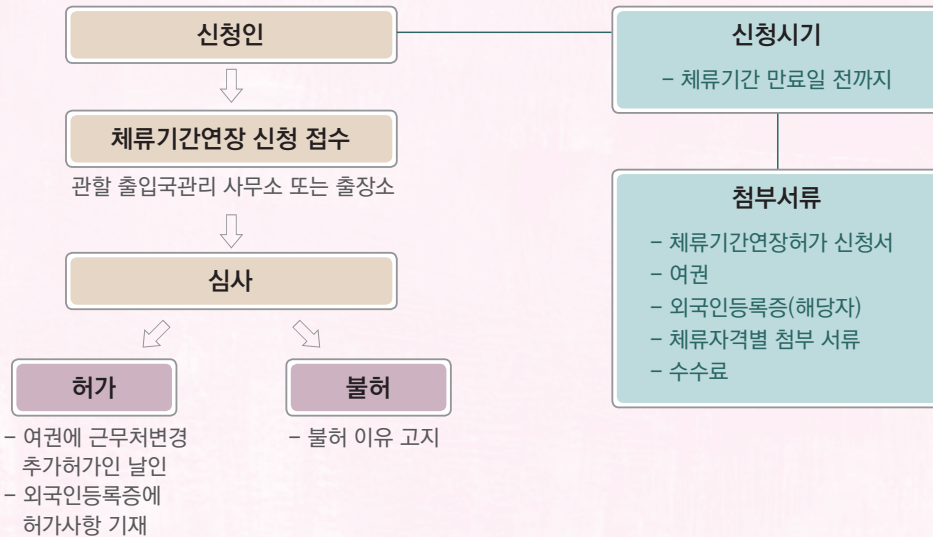 신청인
체류기간연장 신청 접수
관할 출입국관리 사무소 또는 출장소
심사
허가
– 여권에 근무처변경
추가허가인 날인
– 외국인등록증에
허가사항 기재
불허
– 불허 이유 고지
신청시기
– 체류기간 만료일 전까지
첨부서류
– 체류기간연장허가 신청서
– 여권
– 외국인등록증(해당자)
– 체류자격별 첨부 서류
– 수수료